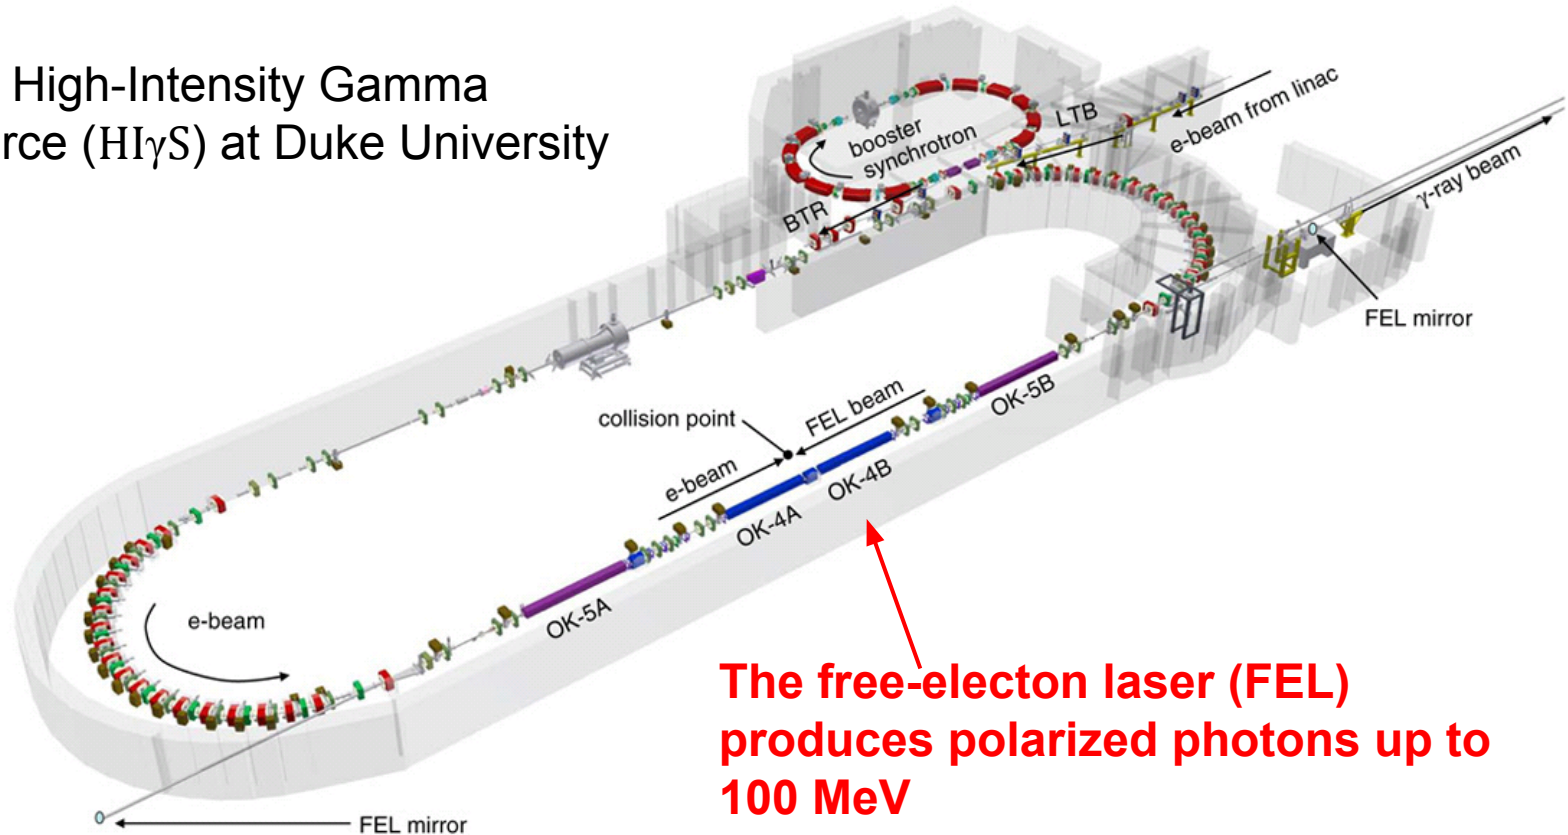 High-Intensity Gamma
rce (HIγS) at Duke University
LTB
e-beam from linac
booster
synchrotron
BTR
γ-ray beam
FEL mirror
collision point
FEL beam
OK-5B
e-beam
OK-4B
OK-4A
OK-5A
e-beam
The free-electon laser (FEL)
produces polarized photons up to
100 MeV
FEL mirror